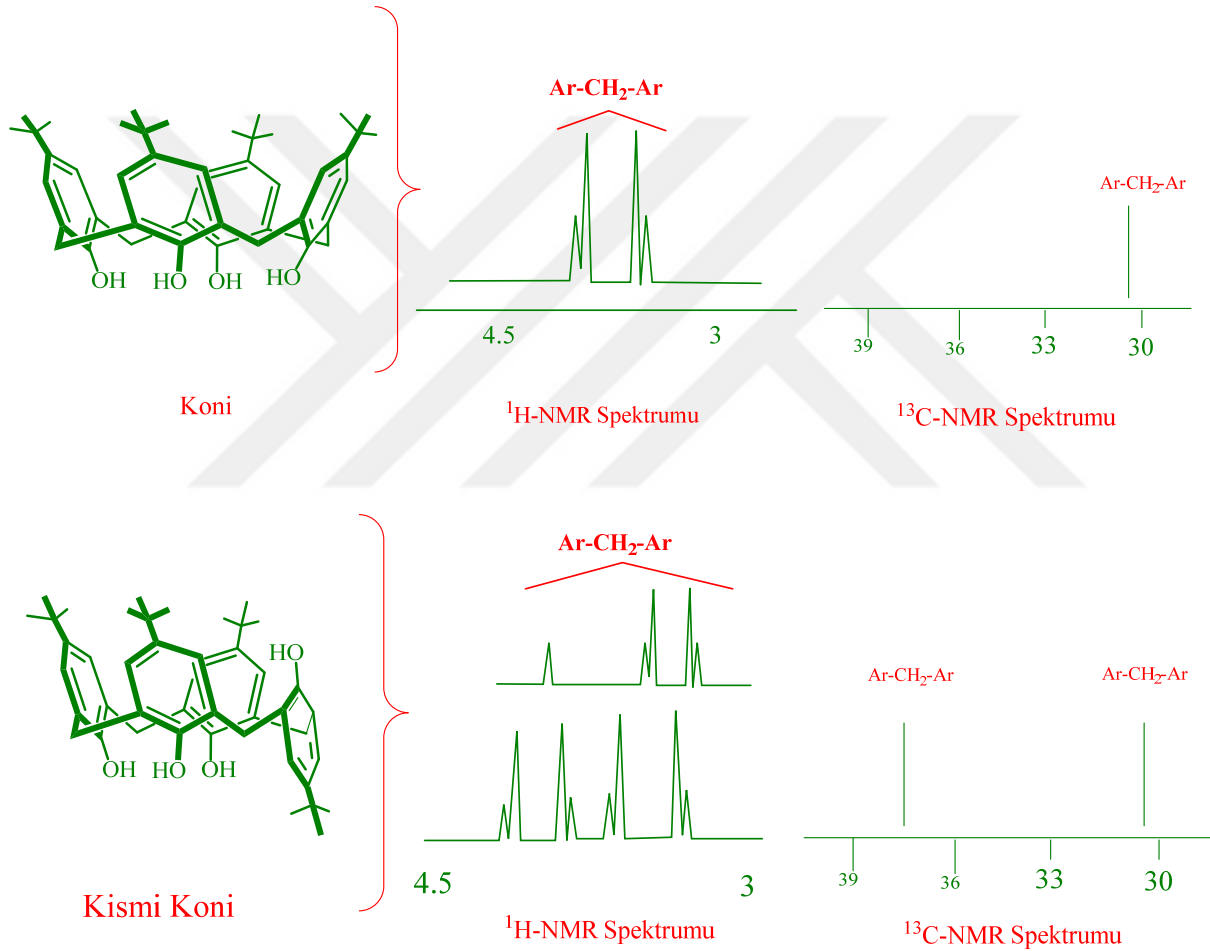 Ar-CH2-Ar
Ar-CH2-Ar
OH HO OH HO
4.5 3
39 36 33 30
Koni
1H-NMR Spektrumu
13C-NMR Spektrumu
Ar-CH2-Ar
HO
Ar-CH2-Ar
Ar-CH2-Ar
OH HO OH
4.5 3
39 36 33 30
Kismi Koni
1H-NMR Spektrumu
13C-NMR Spektrumu